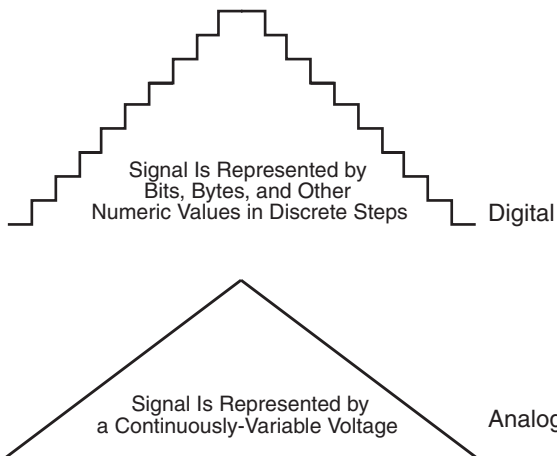 Signal Is Represented by
Bits, Bytes, and Other
Numeric Values in Discrete Steps
Digital
Signal Is Represented by
a Continuously-Variable Voltage
Analog